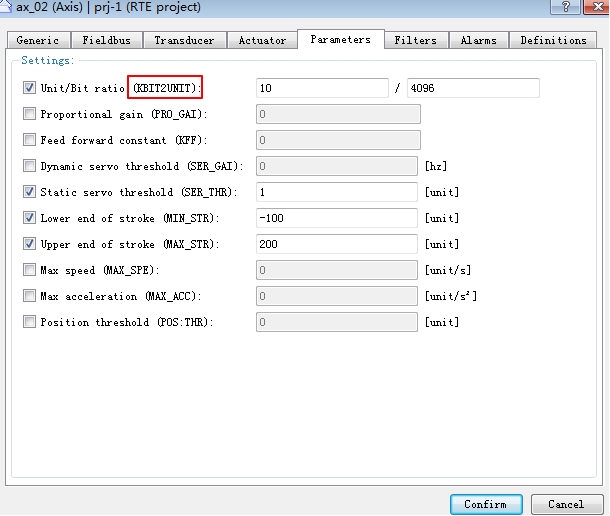 ax_02 (Axis) | prj-1 (RTE project)
Generic Fieldbus Transducer Actuator Parameters Filters Alarms Definitions
Settings:
Unit/Bit ratio (KBIT2UNIT): 10 / 4096
Proportional gain (PRO_GAI): 0
Feed forward constant (KFF): 0
Dynamic servo threshold (SER_GAI): 0 [hz]
Static servo threshold (SER_THR): 1 [unit]
Lower end of stroke (MIN_STR): -100 [unit]
Upper end of stroke (MAX_STR): 200 [unit]
Max speed (MAX_SPE): 0 [unit/s]
Max acceleration (MAX_ACC): 0 [unit/s²]
Position threshold (POS:THR): 0 [unit]
Confirm Cancel